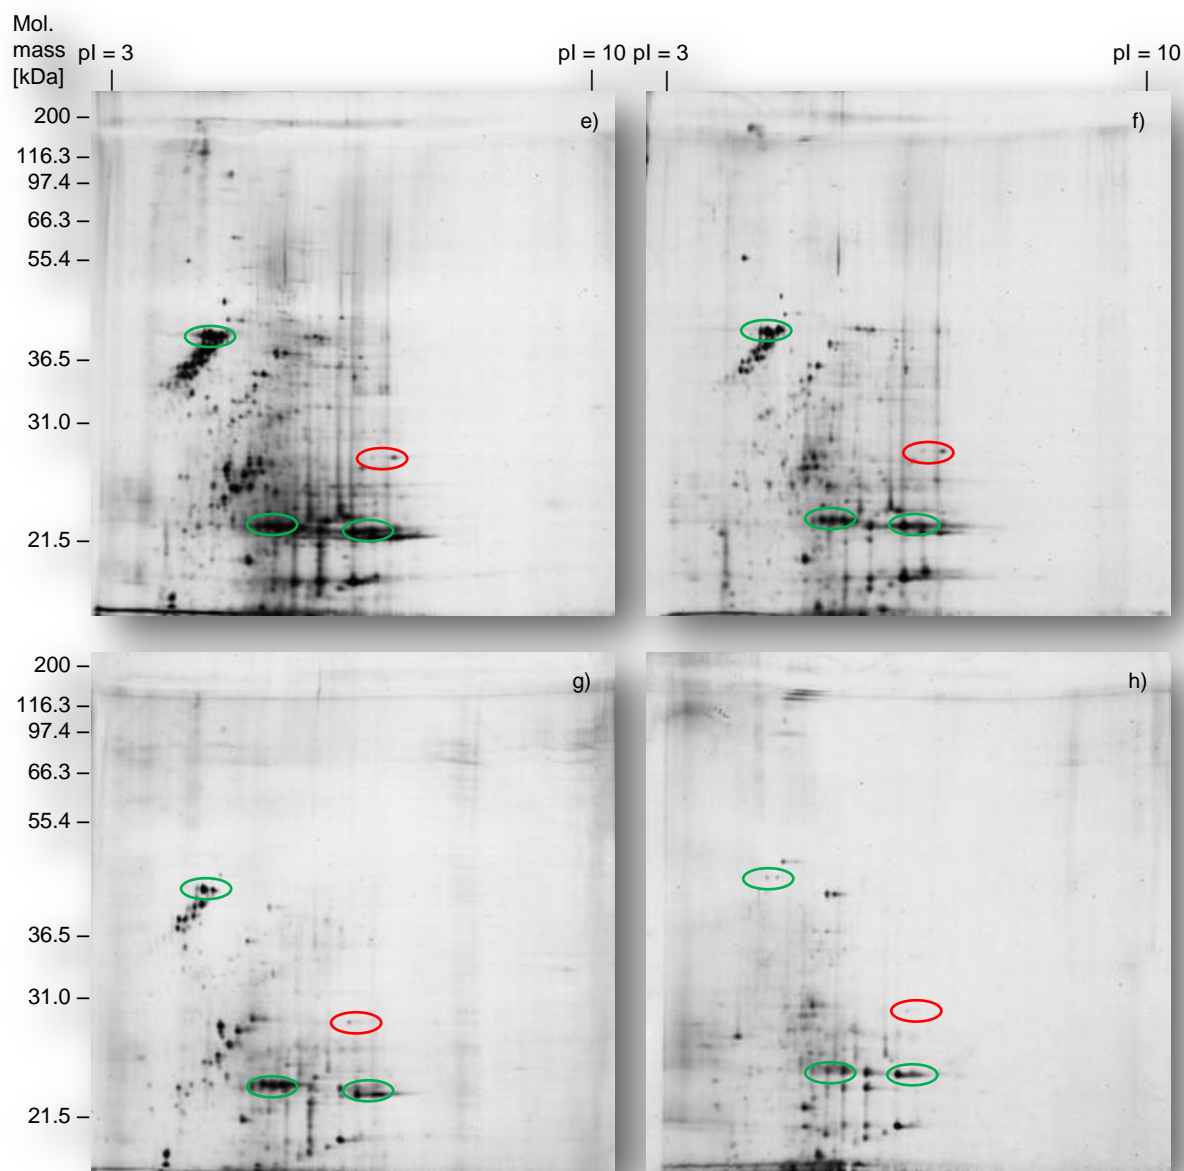 Mol.
mass
[kDa]
pI = 3
pI = 10
pI = 3
pI = 10
200 –
116.3 –
97.4 –
66.3 –
55.4 –
36.5 –
31.0 –
21.5 –
e)
f)
200 –
116.3 –
97.4 –
66.3 –
55.4 –
36.5 –
31.0 –
21.5 –
g)
h)